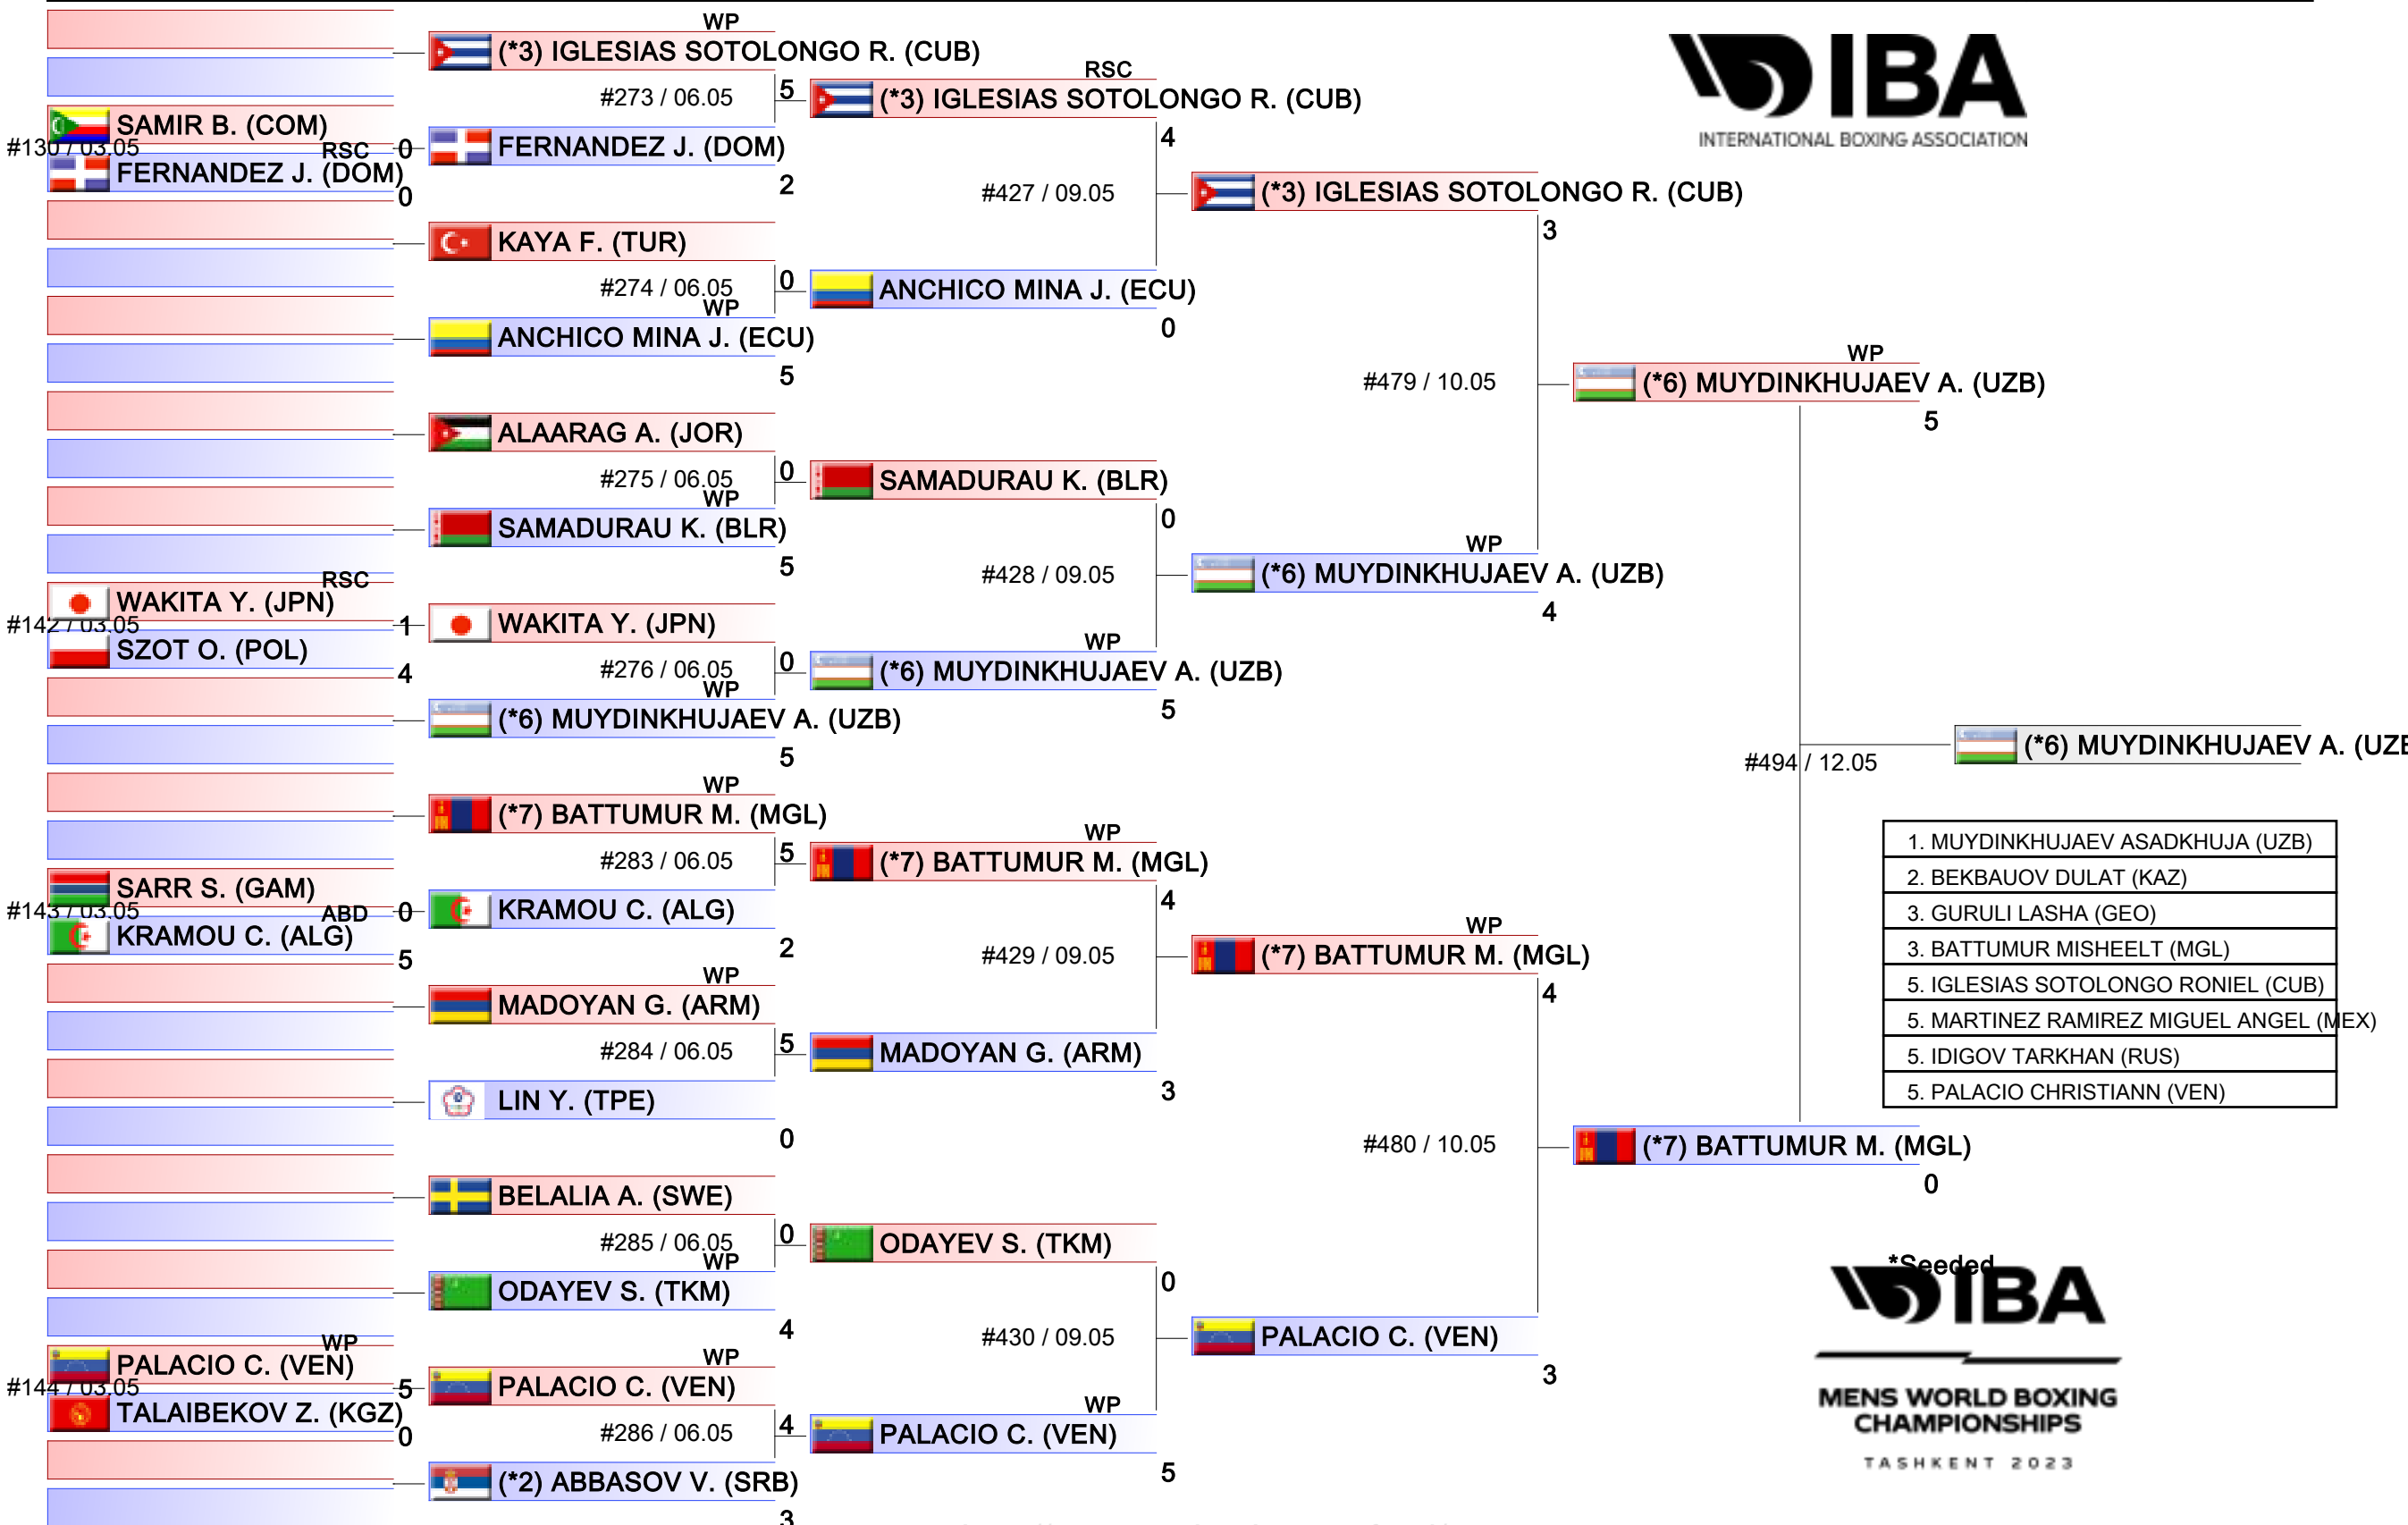 WP
(*3) IGLESIAS SOTOLONGO R. (CUB)
#273 / 06.05
5
SAMIR B. (COM)
#130 / 03.05
RSC
0
FERNANDEZ J. (DOM)
0
FERNANDEZ J. (DOM)
2
KAYA F. (TUR)
#274 / 06.05
0
WP
ANCHICO MINA J. (ECU)
5
ALAARAG A. (JOR)
#275 / 06.05
0
WP
SAMADURAU K. (BLR)
5
RSC
WAKITA Y. (JPN)
#142 / 03.05
1
SZOT O. (POL)
4
WAKITA Y. (JPN)
#276 / 06.05
0
WP
(*6) MUYDINKHUJAEV A. (UZB)
5
WP
(*7) BATTUMUR M. (MGL)
#283 / 06.05
5
SARR S. (GAM)
#143 / 03.05
ABD
0
KRAMOU C. (ALG)
5
KRAMOU C. (ALG)
2
WP
MADOYAN G. (ARM)
#284 / 06.05
5
LIN Y. (TPE)
0
BELALIA A. (SWE)
#285 / 06.05
0
WP
ODAYEV S. (TKM)
4
WP
PALACIO C. (VEN)
#144 / 03.05
5
TALAIBEKOV Z. (KGZ)
0
WP
PALACIO C. (VEN)
#286 / 06.05
4
(*2) ABBASOV V. (SRB)
3
RSC
(*3) IGLESIAS SOTOLONGO R. (CUB)
4
#427 / 09.05
ANCHICO MINA J. (ECU)
0
SAMADURAU K. (BLR)
0
#428 / 09.05
WP
(*6) MUYDINKHUJAEV A. (UZB)
5
WP
(*7) BATTUMUR M. (MGL)
4
#429 / 09.05
MADOYAN G. (ARM)
3
ODAYEV S. (TKM)
0
#430 / 09.05
WP
PALACIO C. (VEN)
5
(*3) IGLESIAS SOTOLONGO R. (CUB)
3
#479 / 10.05
WP
(*6) MUYDINKHUJAEV A. (UZB)
4
WP
(*7) BATTUMUR M. (MGL)
4
#480 / 10.05
PALACIO C. (VEN)
3
WP
(*6) MUYDINKHUJAEV A. (UZB)
5
#494 / 12.05
(*7) BATTUMUR M. (MGL)
0
(*6) MUYDINKHUJAEV A.
IBA
INTERNATIONAL BOXING ASSOCIATION
1. MUYDINKHUJAEV ASADKHUJA (UZB)
2. BEKBAUOV DULAT (KAZ)
3. GURULI LASHA (GEO)
3. BATTUMUR MISHEELT (MGL)
5. IGLESIAS SOTOLONGO RONIEL (CUB)
5. MARTINEZ RAMIREZ MIGUEL ANGEL (MEX)
5. IDIGOV TARKHAN (RUS)
5. PALACIO CHRISTIANN (VEN)
*Seeded
IBA
MENS WORLD BOXING
CHAMPIONSHIPS
TASHKENT 2023